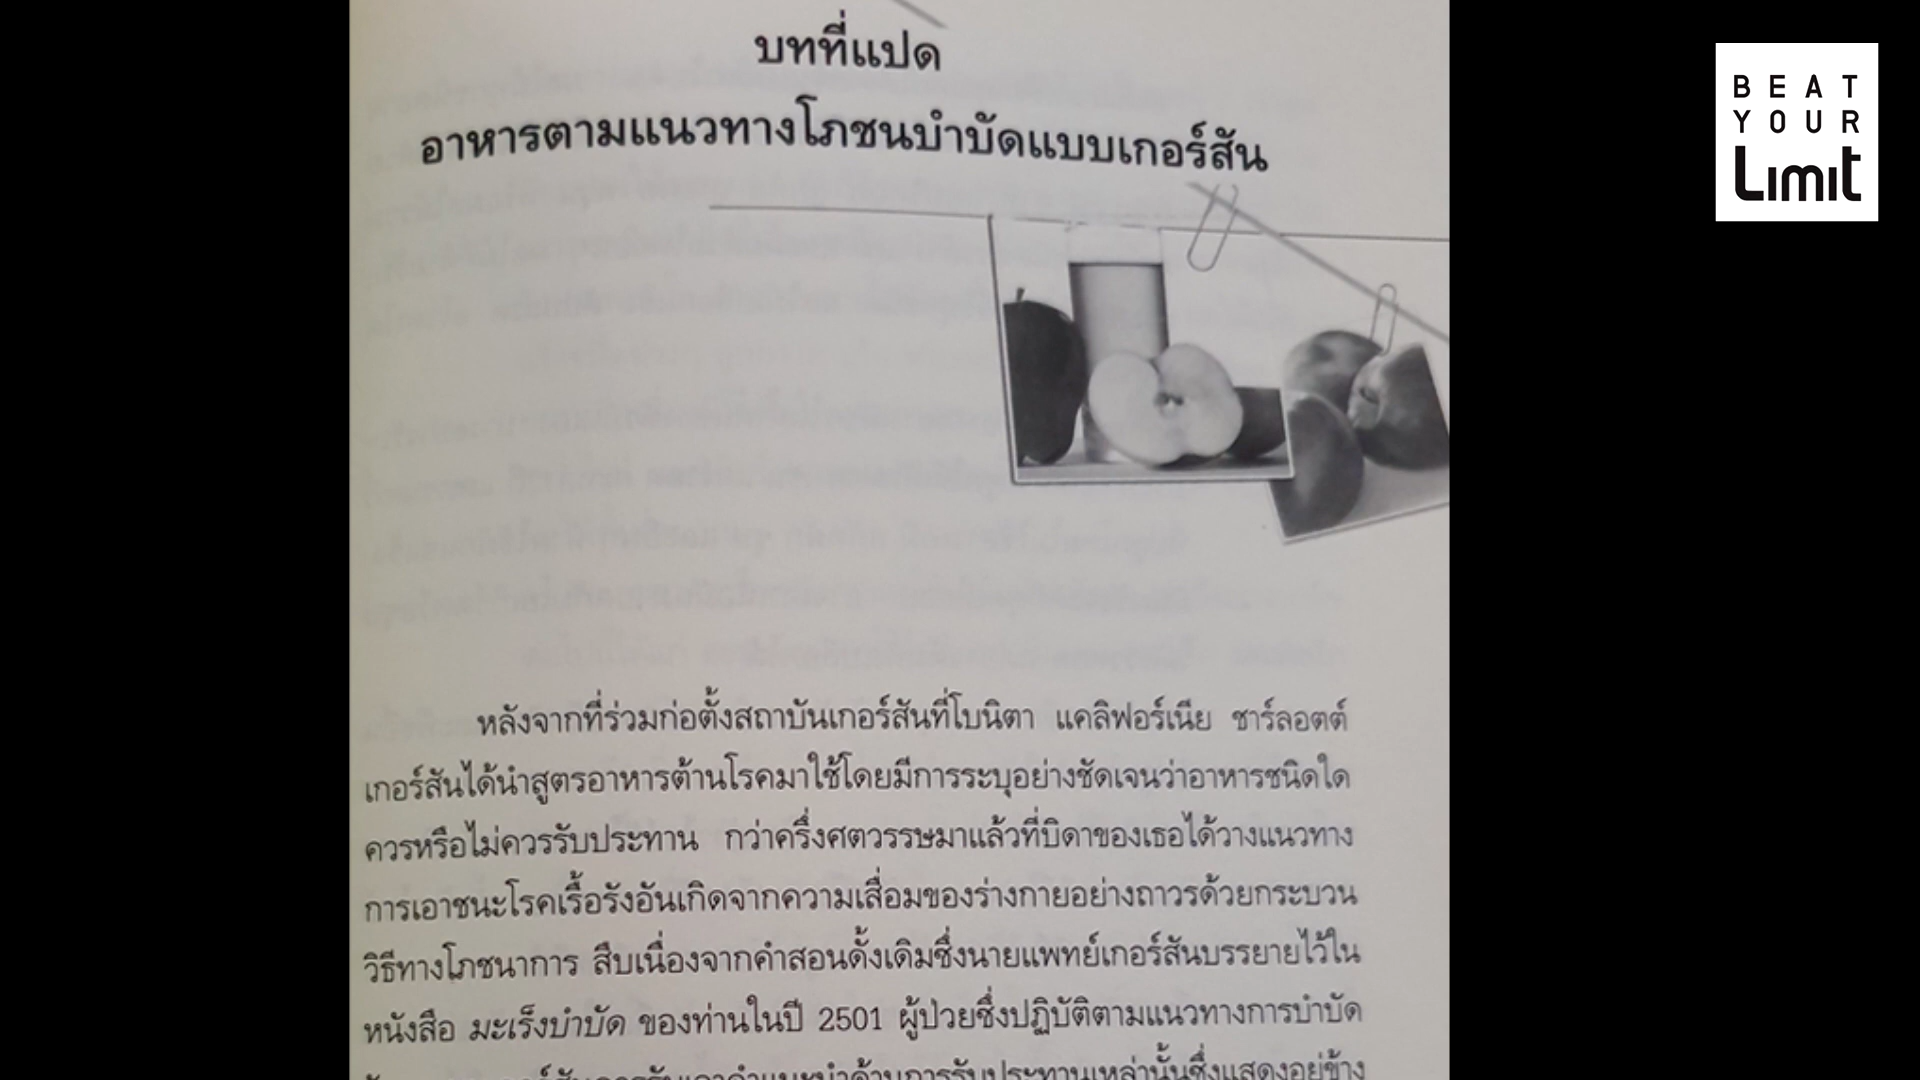 บทที่แปด
อาหารตามแนวทางโภชนบำบัดแบบเกอร์สัน
BEAT
YOUR
Limit
หลังจากที่ร่วมก่อตั้งสถาบันเกอร์สันที่โบนิตา แคลิฟอร์เนีย ชาร์ลอตต์
เกอร์สันได้นำสูตรอาหารต้านโรคมาใช้โดยมีการระบุอย่างชัดเจนว่าอาหารชนิดใด
ควรหรือไม่ควรรับประทาน กว่าครึ่งศตวรรษมาแล้วที่บิดาของเธอได้วางแนวทาง
การเอาชนะโรคเรื้อรังอันเกิดจากความเสื่อมของร่างกายอย่างถาวรด้วยกระบวน
วิธีทางโภชนาการ สืบเนื่องจากคำสอนดั้งเดิมซึ่งนายแพทย์เกอร์สันบรรยายไว้ใน
หนังสือ มะเร็งบำบัด ของท่านในปี 2501 ผู้ป่วยซึ่งปฏิบัติตามแนวทางการบำบัด